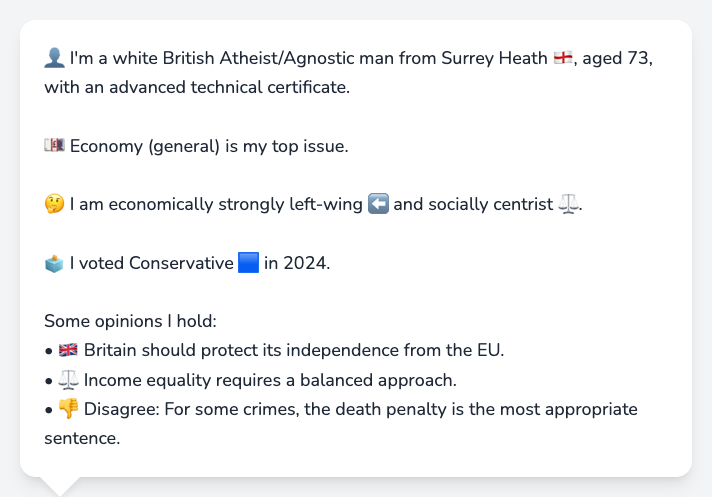 👤 I'm a white British Atheist/Agnostic man from Surrey Heath 🏴󠁧󠁢󠁥󠁮󠁧󠁿, aged 73,
with an advanced technical certificate.
💷 Economy (general) is my top issue.
🤔 I am economically strongly left-wing ⬅️ and socially centrist ⚖️.
🗳️ I voted Conservative 🟦 in 2024.
Some opinions I hold:
• 🇬🇧 Britain should protect its independence from the EU.
• ⚖️ Income equality requires a balanced approach.
• 👎 Disagree: For some crimes, the death penalty is the most appropriate
sentence.